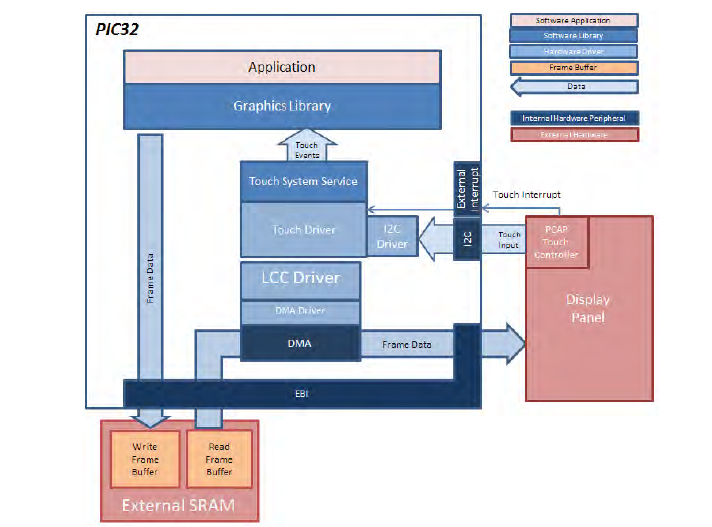 PIC32
Application
Graphics Library
Touch
Events
Touch System Service
Touch Driver
I2C
Driver
External
Interrupt
I2C
Touch Interrupt
Touch
Input
PCAP
Touch
Controller
Display
Panel
LCC Driver
DMA Driver
DMA
Frame Data
Frame Data
EBI
Write
Frame
Buffer
Read
Frame
Buffer
External SRAM
Software Application
Software Library
Hardware Driver
Frame Buffer
Data
Internal Hardware Peripheral
External Hardware